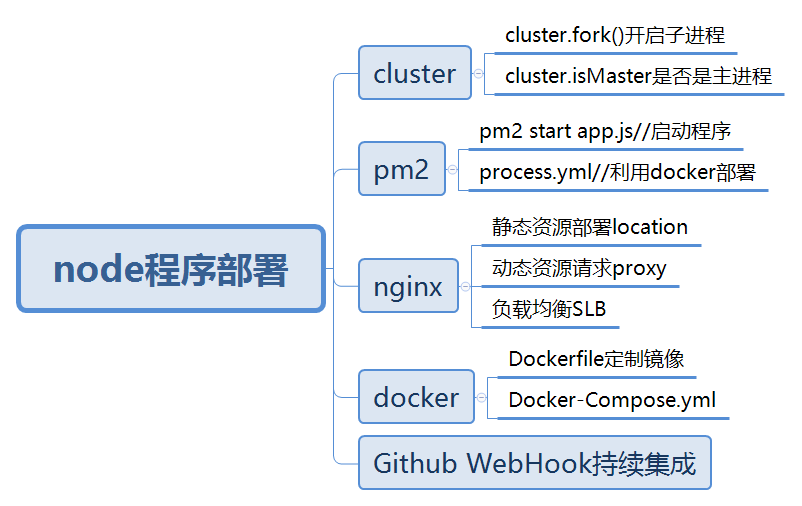 node程序部署
cluster
cluster.fork()开启子进程
cluster.isMaster是否是主进程
pm2
pm2 start app.js//启动程序
process.yml//利用docker部署
nginx
静态资源部署location
动态资源请求proxy
负载均衡SLB
docker
Dockerfile定制镜像
Docker-Compose.yml
Github WebHook持续集成